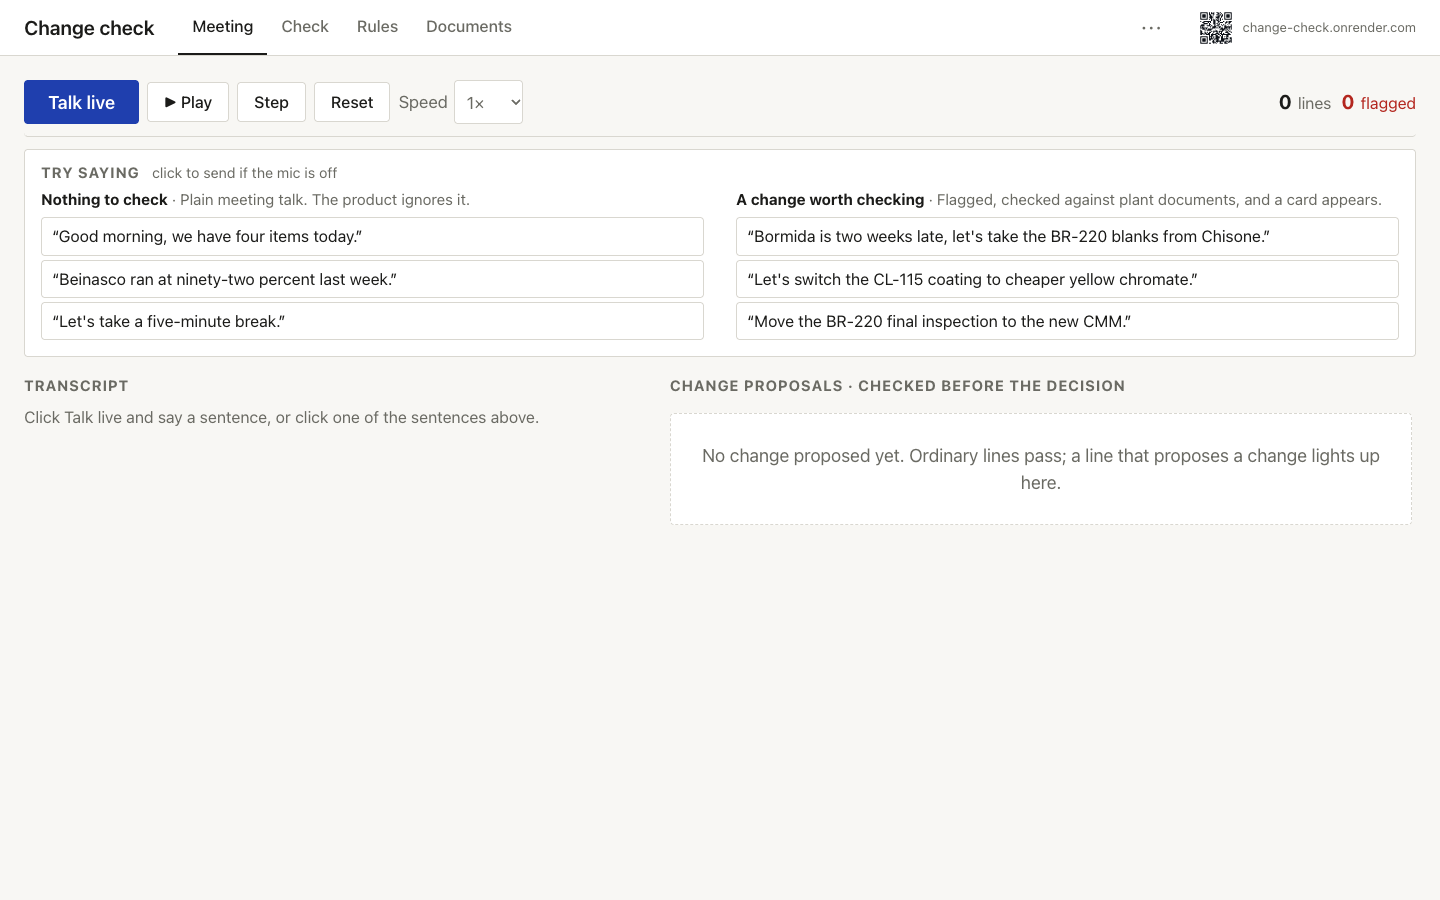 Change check
Meeting
Check
Rules
Documents
···
change-check.onrender.com
Talk live
▶ Play
Step
Reset
Speed
1×
0 lines
0 flagged
TRY SAYING
click to send if the mic is off
Nothing to check · Plain meeting talk. The product ignores it.
“Good morning, we have four items today.”
“Beinasco ran at ninety-two percent last week.”
“Let's take a five-minute break.”
A change worth checking · Flagged, checked against plant documents, and a card appears.
“Bormida is two weeks late, let's take the BR-220 blanks from Chisone.”
“Let's switch the CL-115 coating to cheaper yellow chromate.”
“Move the BR-220 final inspection to the new CMM.”
TRANSCRIPT
Click Talk live and say a sentence, or click one of the sentences above.
CHANGE PROPOSALS · CHECKED BEFORE THE DECISION
No change proposed yet. Ordinary lines pass; a line that proposes a change lights up
here.